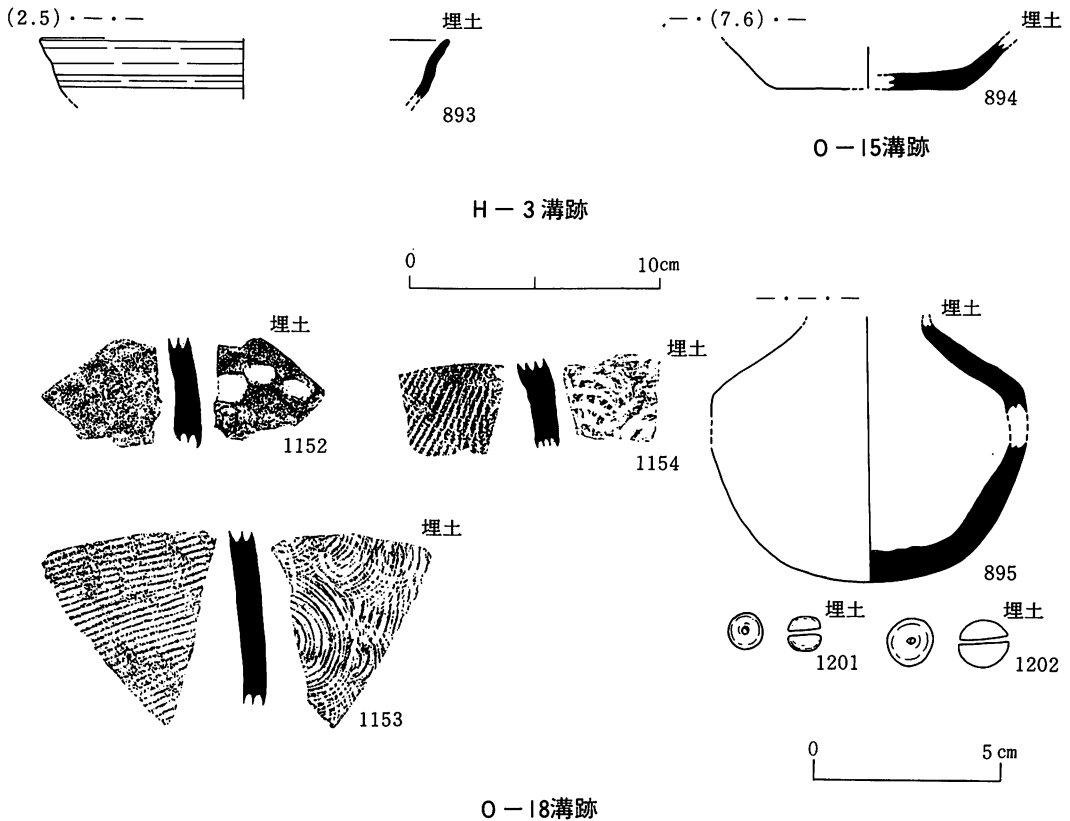 (2.5)・—・—
埋土
893
—・(7.6)・—
埋土
894
O－15溝跡
H－3溝跡
0 10cm
埋土
1152
埋土
1154
—・—・—
埋土
895
埋土
1153
埋土
1201
埋土
1202
0 5cm
O－18溝跡